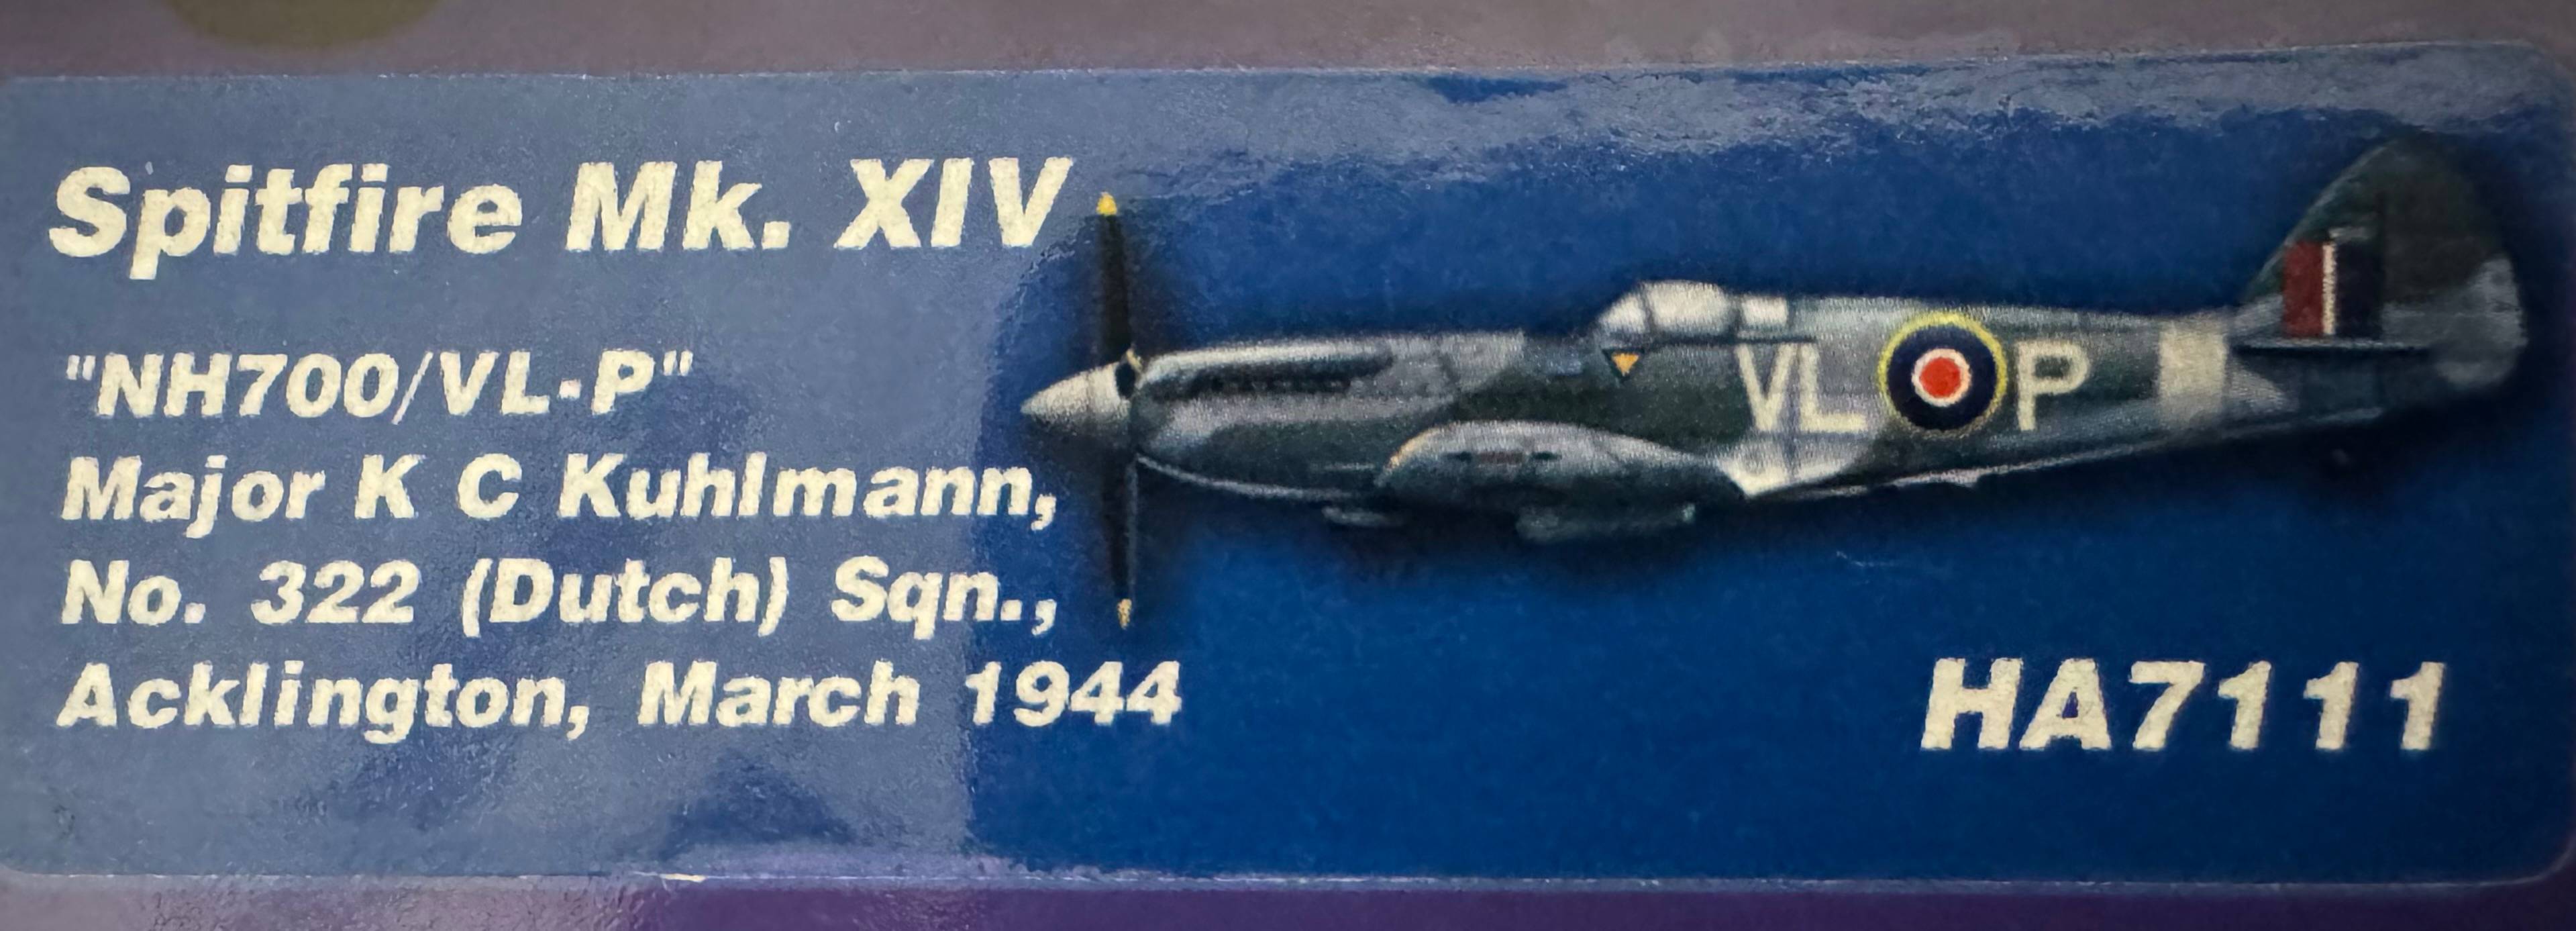 Spitfire Mk. XIV
"NH700/VL-P"
Major K C Kuhlmann,
No. 322 (Dutch) Sqn.,
Acklington, March 1944
VL P
HA7111